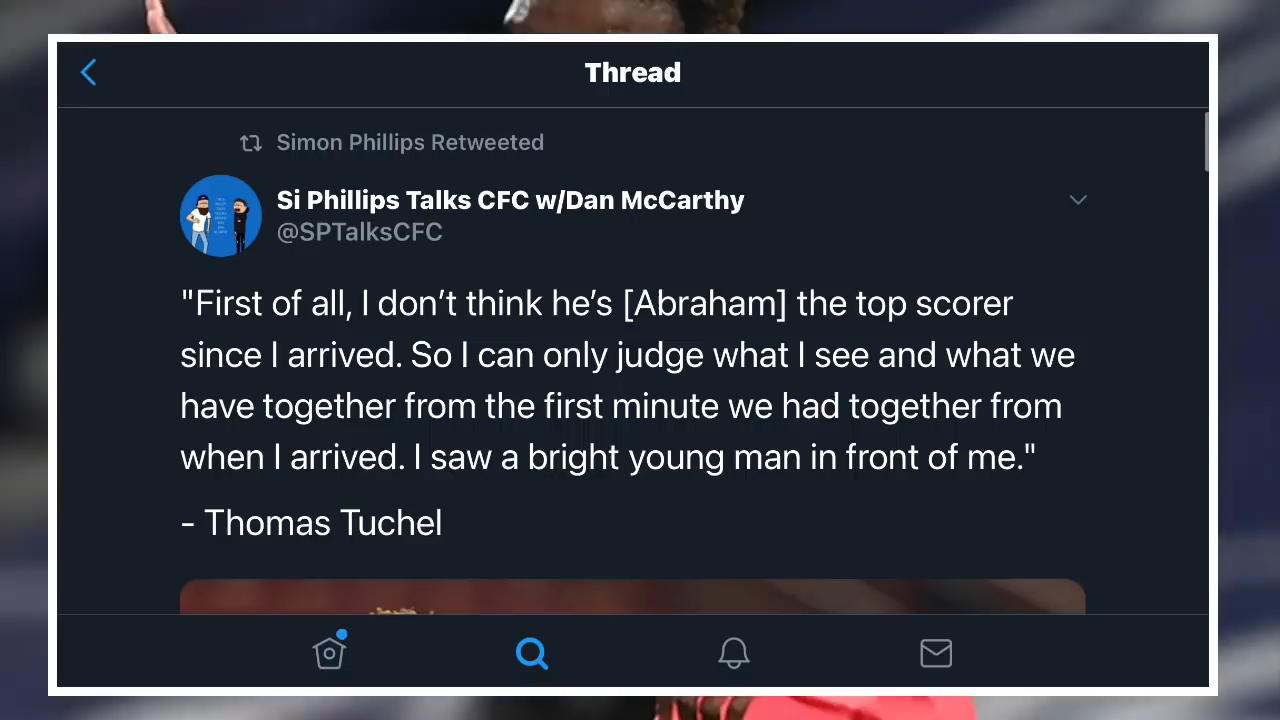 Thread
Simon Phillips Retweeted
Si Phillips Talks CFC w/Dan McCarthy
@SPTalksCFC
"First of all, I don’t think he’s [Abraham] the top scorer
since I arrived. So I can only judge what I see and what we
have together from the first minute we had together from
when I arrived. I saw a bright young man in front of me."
- Thomas Tuchel